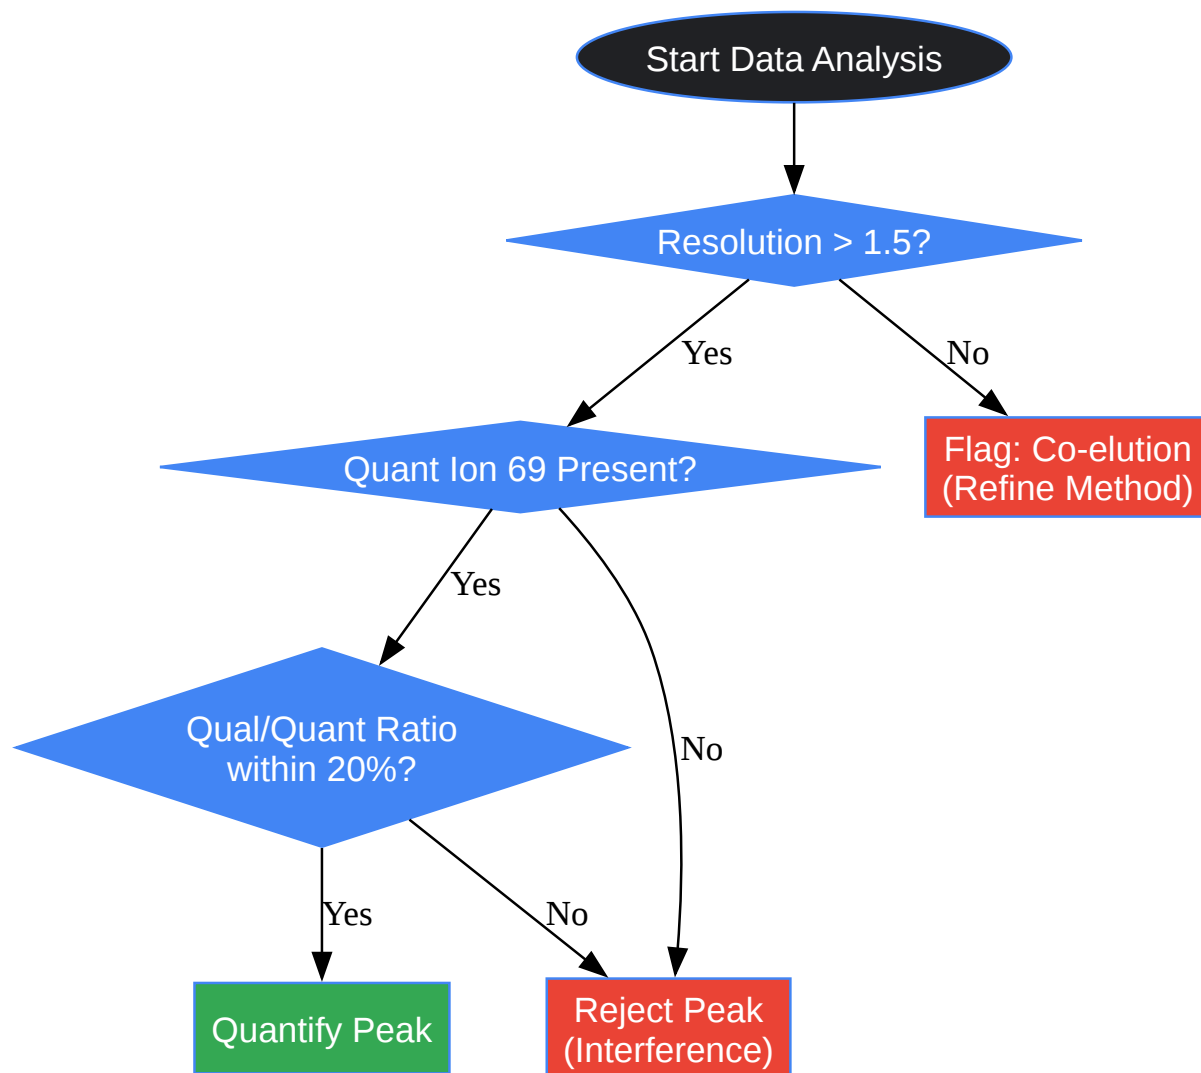 Start Data Analysis
Resolution > 1.5?
Yes
No
Flag: Co-elution
(Refine Method)
Quant Ion 69 Present?
Yes
No
Qual/Quant Ratio
within 20%?
Yes
No
Quantify Peak
Reject Peak
(Interference)